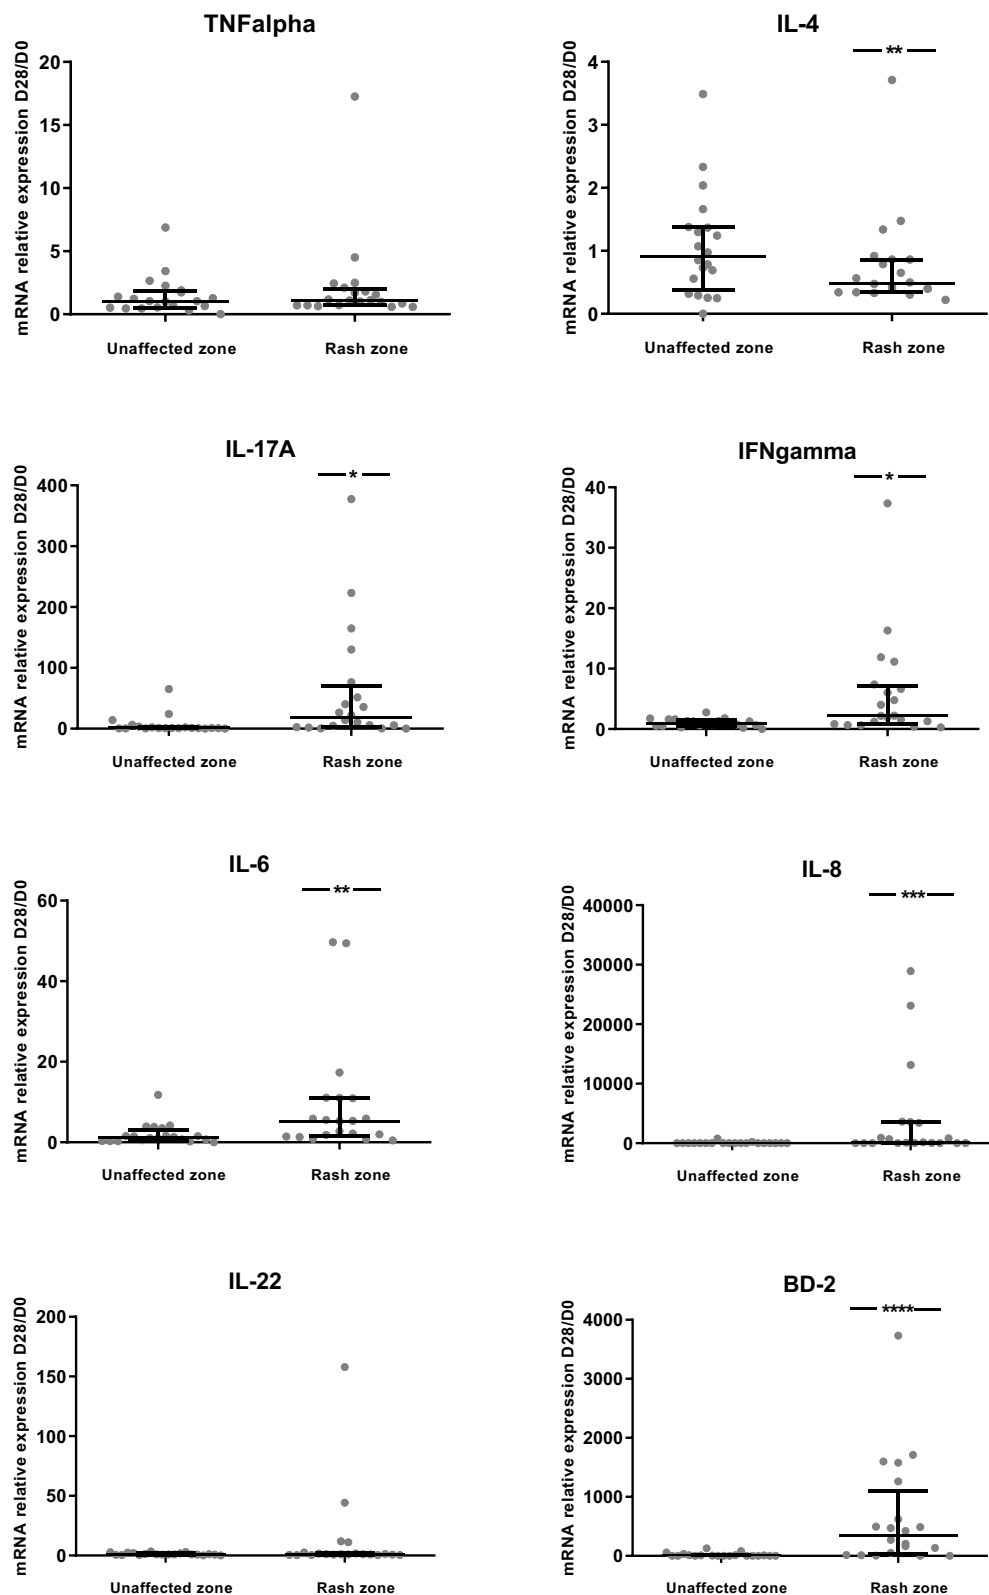 TNFalpha
mRNA relative expression D28/D0
20
15
10
5
0
Unaffected zone
Rash zone
IL-4
**
mRNA relative expression D28/D0
4
3
2
1
0
Unaffected zone
Rash zone
IL-17A
*
mRNA relative expression D28/D0
400
300
200
100
0
Unaffected zone
Rash zone
IFNgamma
*
mRNA relative expression D28/D0
40
30
20
10
0
Unaffected zone
Rash zone
IL-6
**
mRNA relative expression D28/D0
60
40
20
0
Unaffected zone
Rash zone
IL-8
***
mRNA relative expression D28/D0
40000
30000
20000
10000
0
Unaffected zone
Rash zone
IL-22
mRNA relative expression D28/D0
200
150
100
50
0
Unaffected zone
Rash zone
BD-2
****
mRNA relative expression D28/D0
4000
3000
2000
1000
0
Unaffected zone
Rash zone